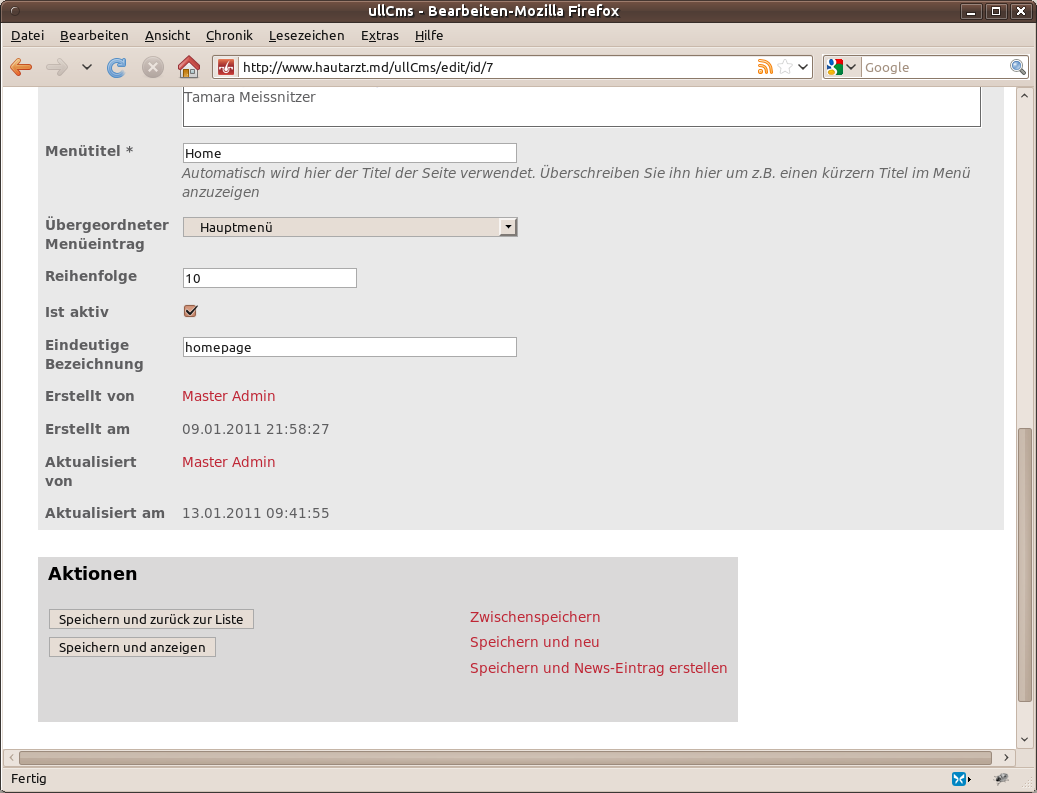 ullCms - Bearbeiten-Mozilla Firefox
Datei Bearbeiten Ansicht Chronik Lesezeichen Extras Hilfe
http://www.hautarzt.md/ullCms/edit/id/7
Google
Tamara Meissnitzer
Menütitel *
Home
Automatisch wird hier der Titel der Seite verwendet. Überschreiben Sie ihn hier um z.B. einen kürzern Titel im Menü
anzuzeigen
Übergeordneter
Menüeintrag
Hauptmenü
Reihenfolge
10
Ist aktiv
Eindeutige
Bezeichnung
homepage
Erstellt von
Master Admin
Erstellt am
09.01.2011 21:58:27
Aktualisiert
von
Master Admin
Aktualisiert am
13.01.2011 09:41:55
Aktionen
Speichern und zurück zur Liste
Speichern und anzeigen
Zwischenspeichern
Speichern und neu
Speichern und News-Eintrag erstellen
Fertig